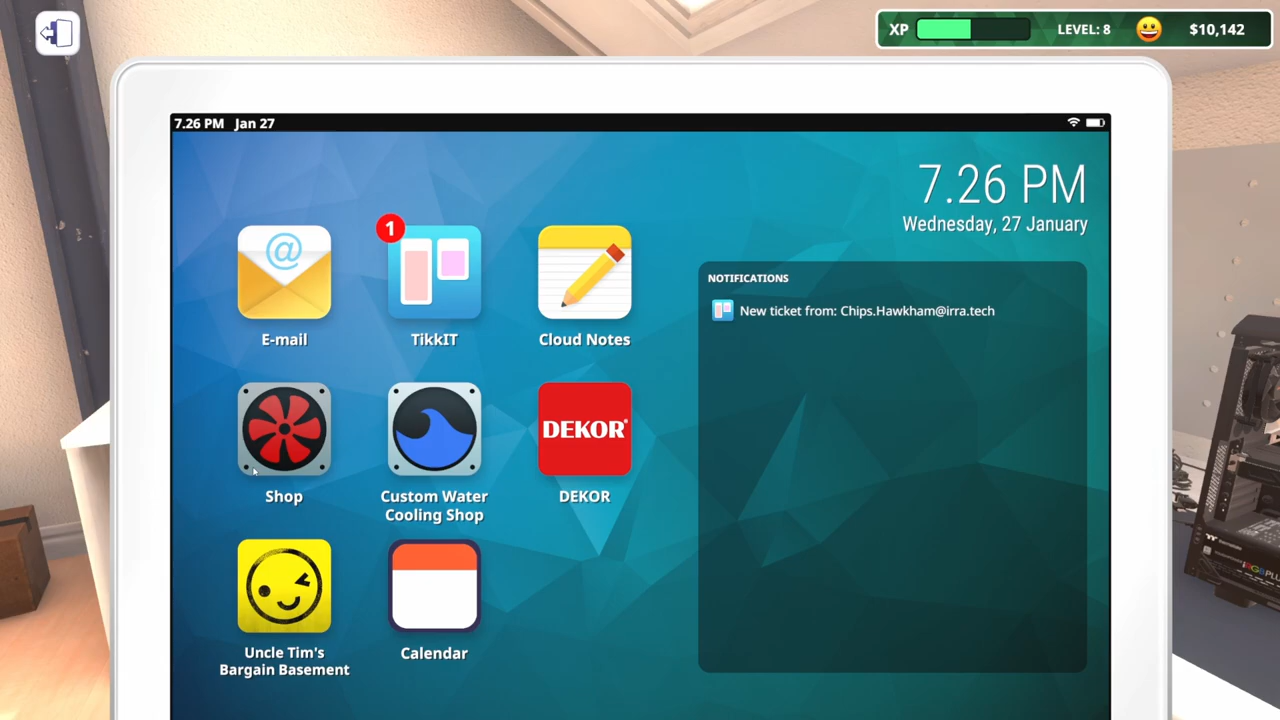 XP
LEVEL: 8
$10,142
7.26 PM Jan 27
7.26 PM
Wednesday, 27 January
NOTIFICATIONS
New ticket from: Chips.Hawkham@irra.tech
1
@
E-mail
TikkIT
Cloud Notes
DEKOR®
Shop
Custom Water
Cooling Shop
DEKOR
Uncle Tim's
Bargain Basement
Calendar